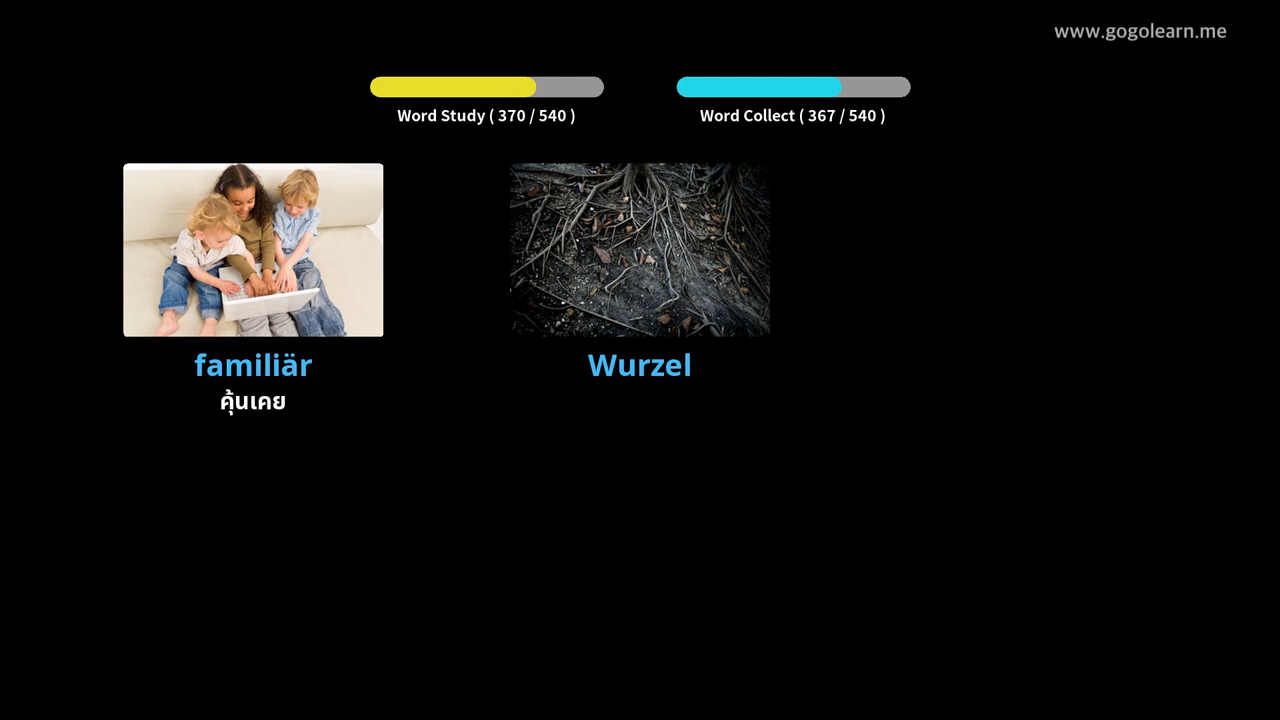 www.gogolearn.me
Word Study ( 370 / 540 )
Word Collect ( 367 / 540 )
familiär
Wurzel
คุ้นเคย